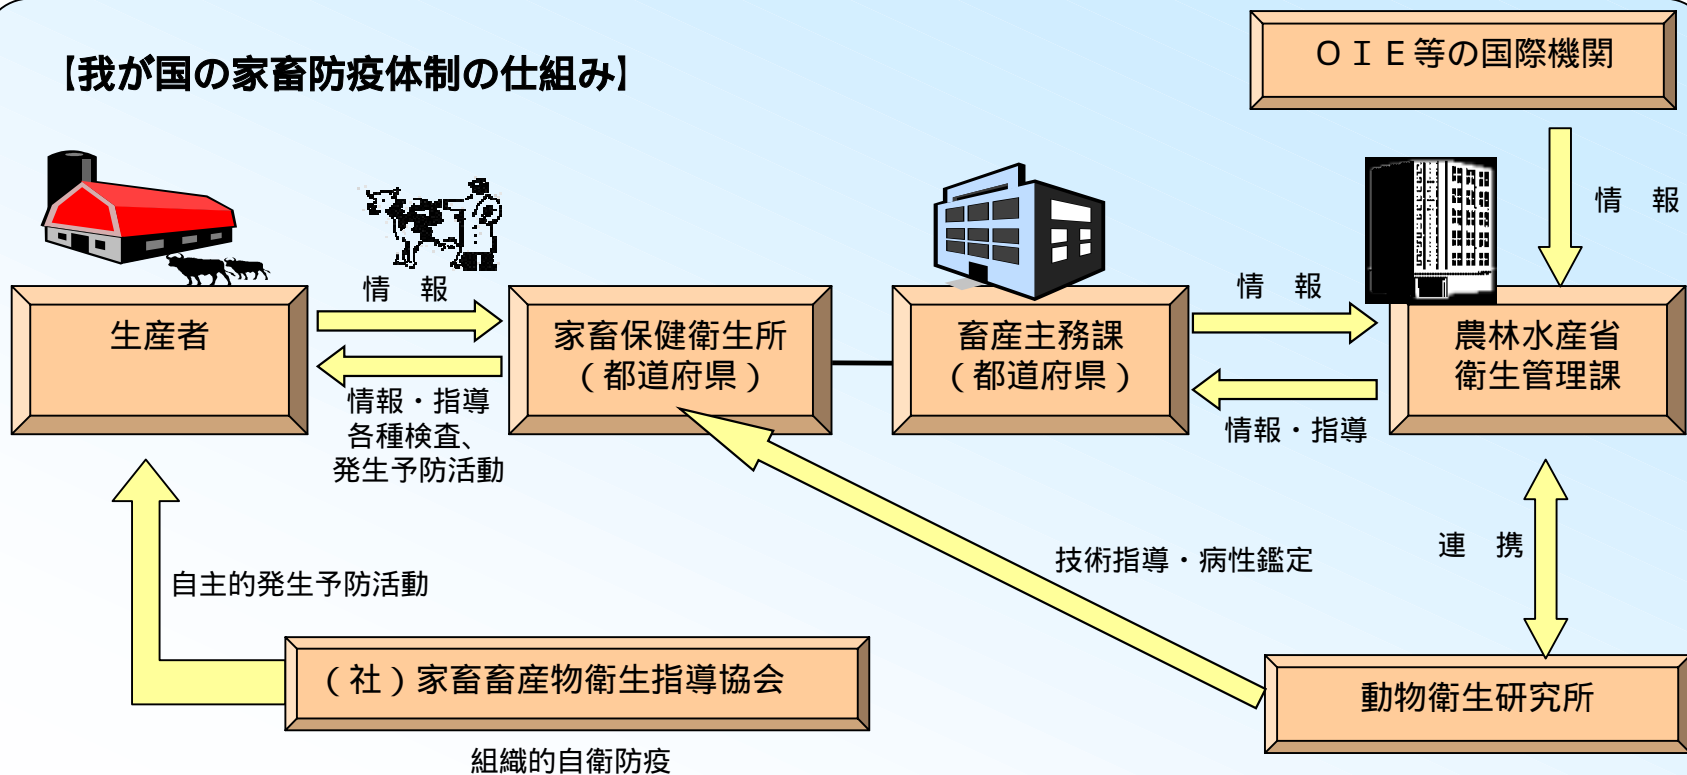 【我が国の家畜防疫体制の仕組み】
ＯＩＥ等の国際機関
情　報
情　報
情　報
生産者
家畜保健衛生所
（都道府県）
畜産主務課
（都道府県）
農林水産省
衛生管理課
情報・指導
各種検査、
発生予防活動
情報・指導
技術指導・病性鑑定
連　携
自主的発生予防活動
（社）家畜畜産物衛生指導協会
動物衛生研究所
組織的自衛防疫